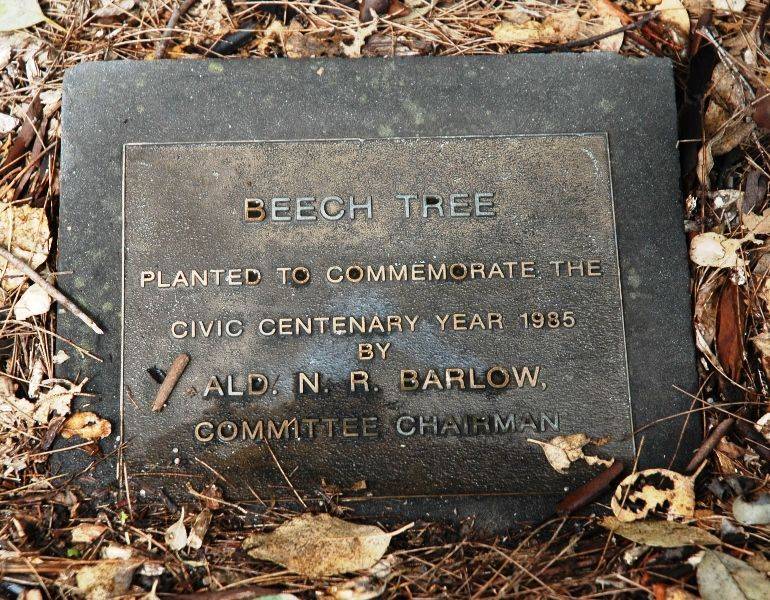 BEECH TREE
PLANTED TO COMMEMORATE THE
CIVIC CENTENARY YEAR 1985
BY
ALD. N. R. BARLOW,
COMMITTEE CHAIRMAN